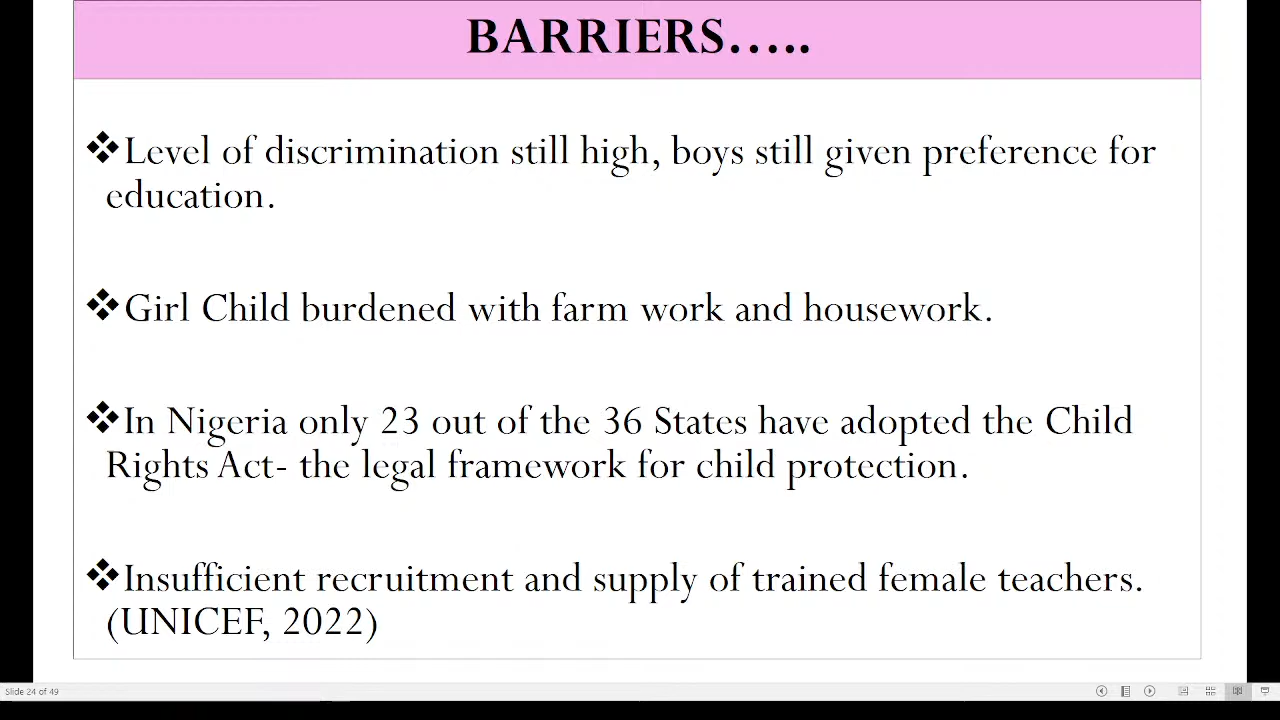 BARRIERS.....
❖Level of discrimination still high, boys still given preference for
education.
❖Girl Child burdened with farm work and housework.
❖In Nigeria only 23 out of the 36 States have adopted the Child
Rights Act- the legal framework for child protection.
❖Insufficient recruitment and supply of trained female teachers.
(UNICEF, 2022)
Slide 24 of 49